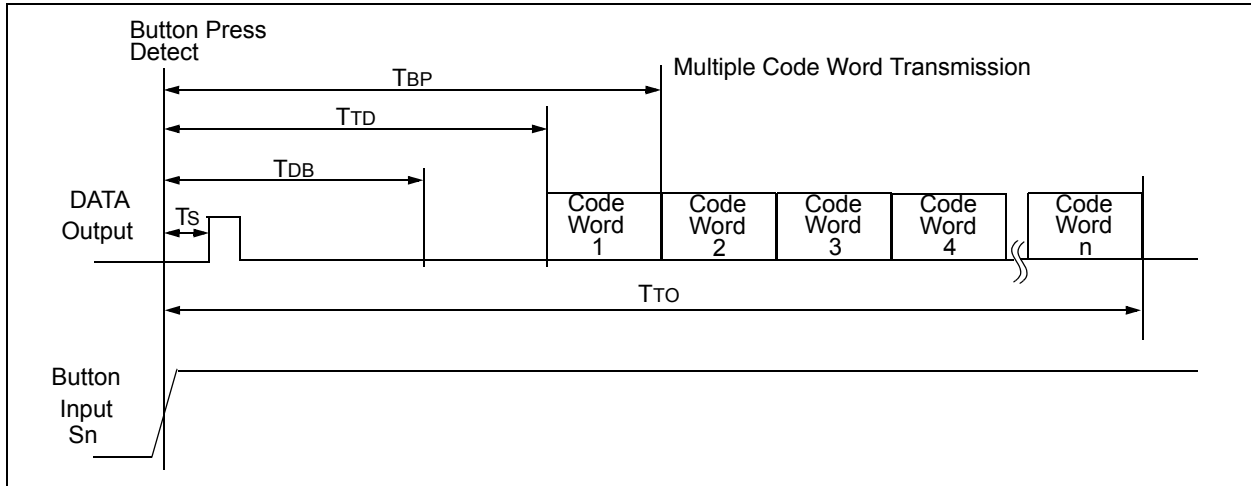 Button Press
Detect
TBP
Multiple Code Word Transmission
TTD
TDB
DATA
Output
TS
Code
Word
1
Code
Word
2
Code
Word
3
Code
Word
4
Code
Word
n
TTO
Button
Input
Sn